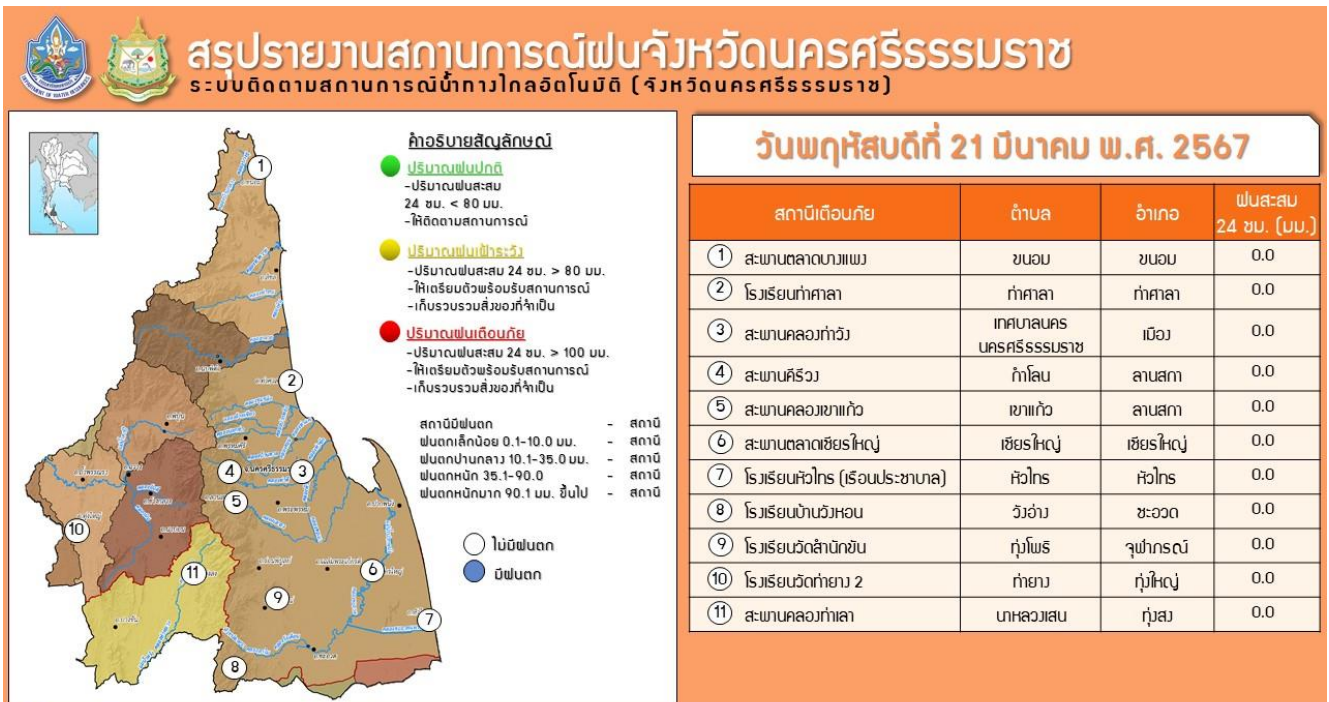 สรุปรายงานสถานการณ์ฝนจังหวัดนครศรีธรรมราช
ระบบติดตามสถานการณ์น้ำทางไกลอัตโนมัติ (จังหวัดนครศรีธรรมราช)
คำอธิบายสัญลักษณ์
ปริมาณฝนปกติ
-ปริมาณฝนสะสม
24 ชม. < 80 มม.
-ให้ติดตามสถานการณ์
ปริมาณฝนเฝ้าระวัง
-ปริมาณฝนสะสม 24 ชม. > 80 มม.
-ให้เตรียมตัวพร้อมรับสถานการณ์
-เก็บรวบรวมสิ่งของที่จำเป็น
ปริมาณฝนเตือนภัย
-ปริมาณฝนสะสม 24 ชม. > 100 มม.
-ให้เตรียมตัวพร้อมรับสถานการณ์
-เก็บรวบรวมสิ่งของที่จำเป็น
สถานีมีฝนตก - สถานี
ฝนตกเล็กน้อย 0.1-10.0 มม. - สถานี
ฝนตกปานกลาง 10.1-35.0 มม. - สถานี
ฝนตกหนัก 35.1-90.0 - สถานี
ฝนตกหนักมาก 90.1 มม. ขึ้นไป - สถานี
ไม่มีฝนตก
มีฝนตก
1
2
4
3
5
10
11
6
9
7
8
วันพฤหัสบดีที่ 21 มีนาคม พ.ศ. 2567
สถานีเตือนภัย ตำบล อำเภอ ฝนสะสม 24 ชม. (มม.)
1 สะพานตลาดบางแพง ขนอม ขนอม 0.0
2 โรงเรียนท่าศาลา ท่าศาลา ท่าศาลา 0.0
3 สะพานคลองท่าวัง เทศบาลนครนครศรีธรรมราช เมือง 0.0
4 สะพานคีรีวง กำโลน ลานสกา 0.0
5 สะพานคลองเขาแก้ว เขาแก้ว ลานสกา 0.0
6 สะพานตลาดเชียรใหญ่ เชียรใหญ่ เชียรใหญ่ 0.0
7 โรงเรียนหัวไทร (เรือนประชาบาล) หัวไทร หัวไทร 0.0
8 โรงเรียนบ้านวังหอน วังอ่าง ชะอวด 0.0
9 โรงเรียนวัดสำนักขัน ทุ่งโพธิ จุฬาภรณ์ 0.0
10 โรงเรียนวัดท่ายาง 2 ท่ายาง ทุ่งใหญ่ 0.0
11 สะพานคลองท่าเลา นาหลวงเสน ทุ่งสง 0.0